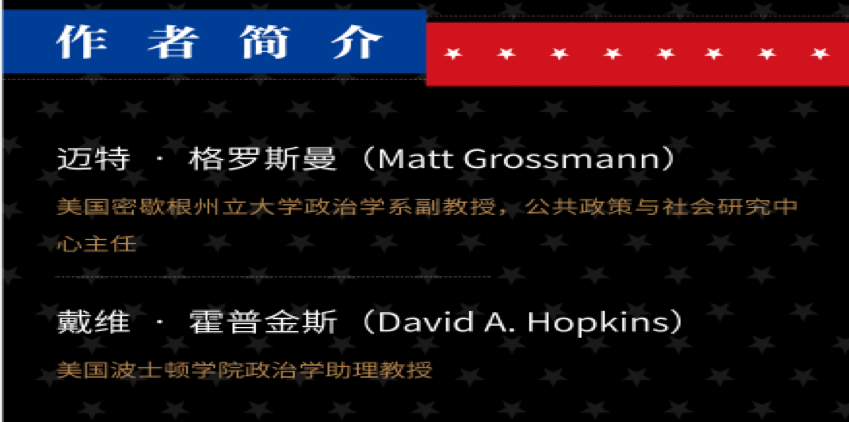 作者简介
迈特 · 格罗斯曼（Matt Grossmann）
美国密歇根州立大学政治学系副教授，公共政策与社会研究中
心主任
戴维 · 霍普金斯（David A. Hopkins）
美国波士顿学院政治学助理教授